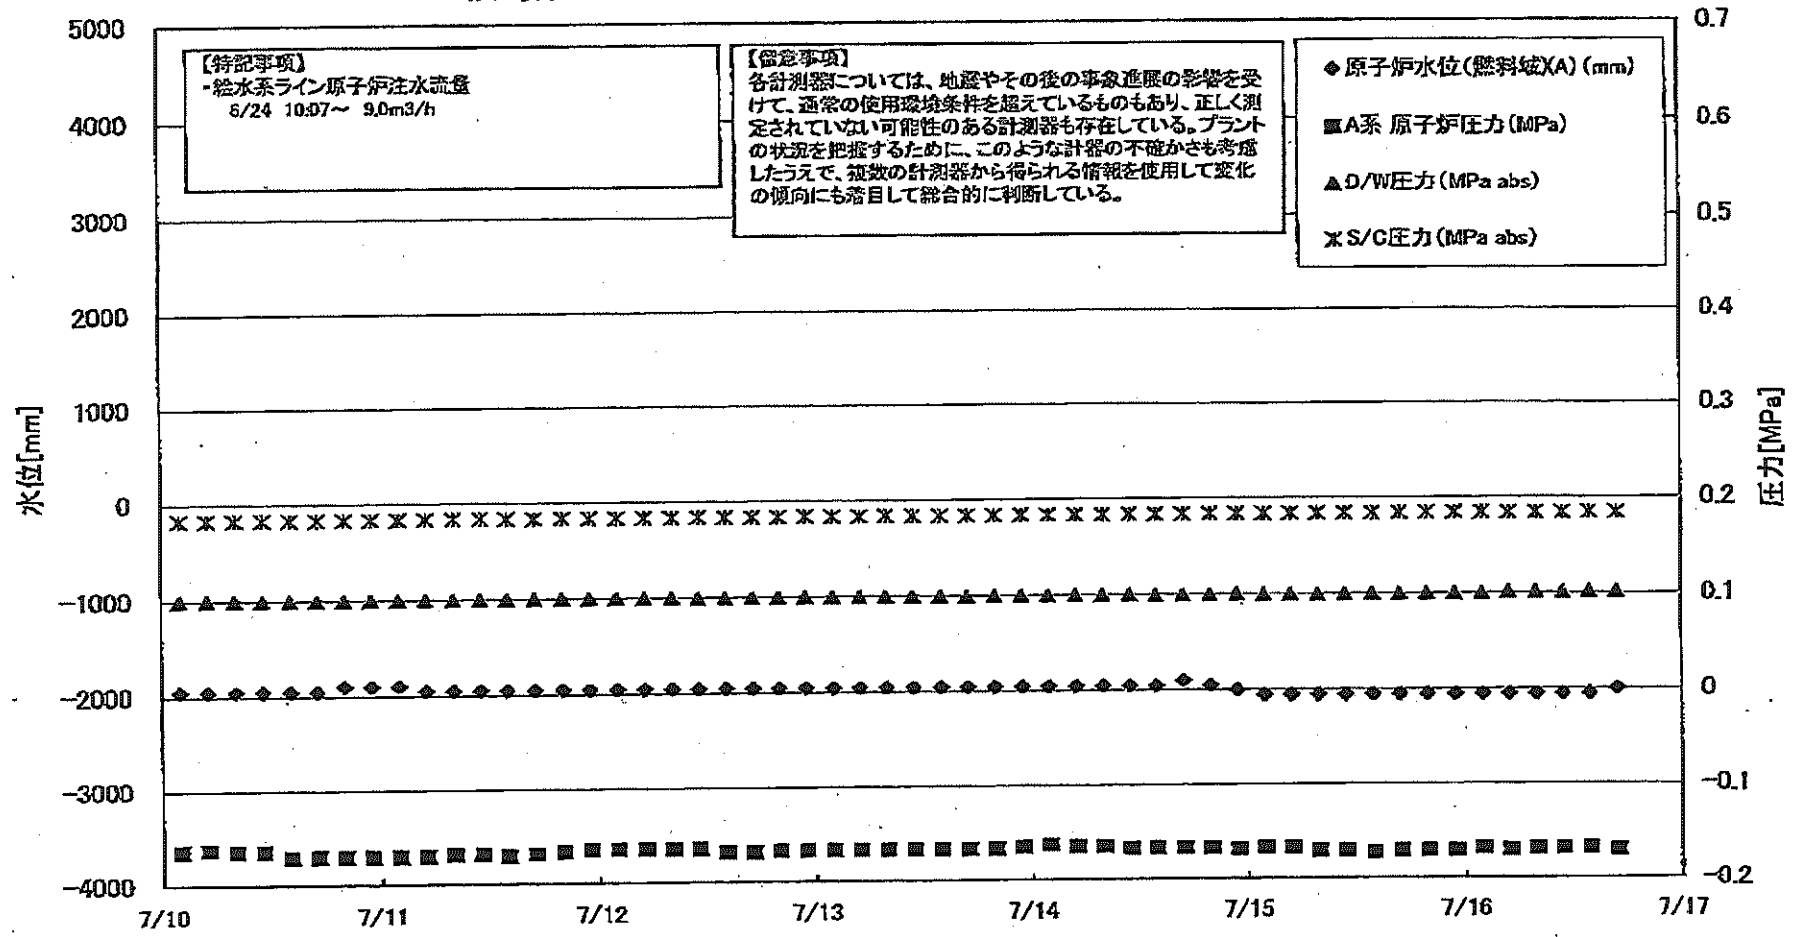 【特記事項】
・給水系ライン原子炉注水流量
6/24 10:07～ 9.0m3/h
【留意事項】
各計測器については、地震やその後の事象進展の影響を受
けて、通常の使用環境条件を超えているものもあり、正しく測
定されていない可能性のある計測器も存在している。プラント
の状況を把握するために、このような計器の不確かさも考慮
したうえで、複数の計測器から得られる情報を使用して変化
の傾向にも着目して総合的に判断している。
◆原子炉水位(燃料域)(A) (mm)
■A系 原子炉圧力(MPa)
▲D/W圧力(MPa abs)
S/C圧力(MPa abs)
水位[mm]
5000
4000
3000
2000
1000
0
-1000
-2000
-3000
-4000
圧力[MPa]
0.7
0.6
0.5
0.4
0.3
0.2
0.1
0
-0.1
-0.2
7/10 7/11 7/12 7/13 7/14 7/15 7/16 7/17